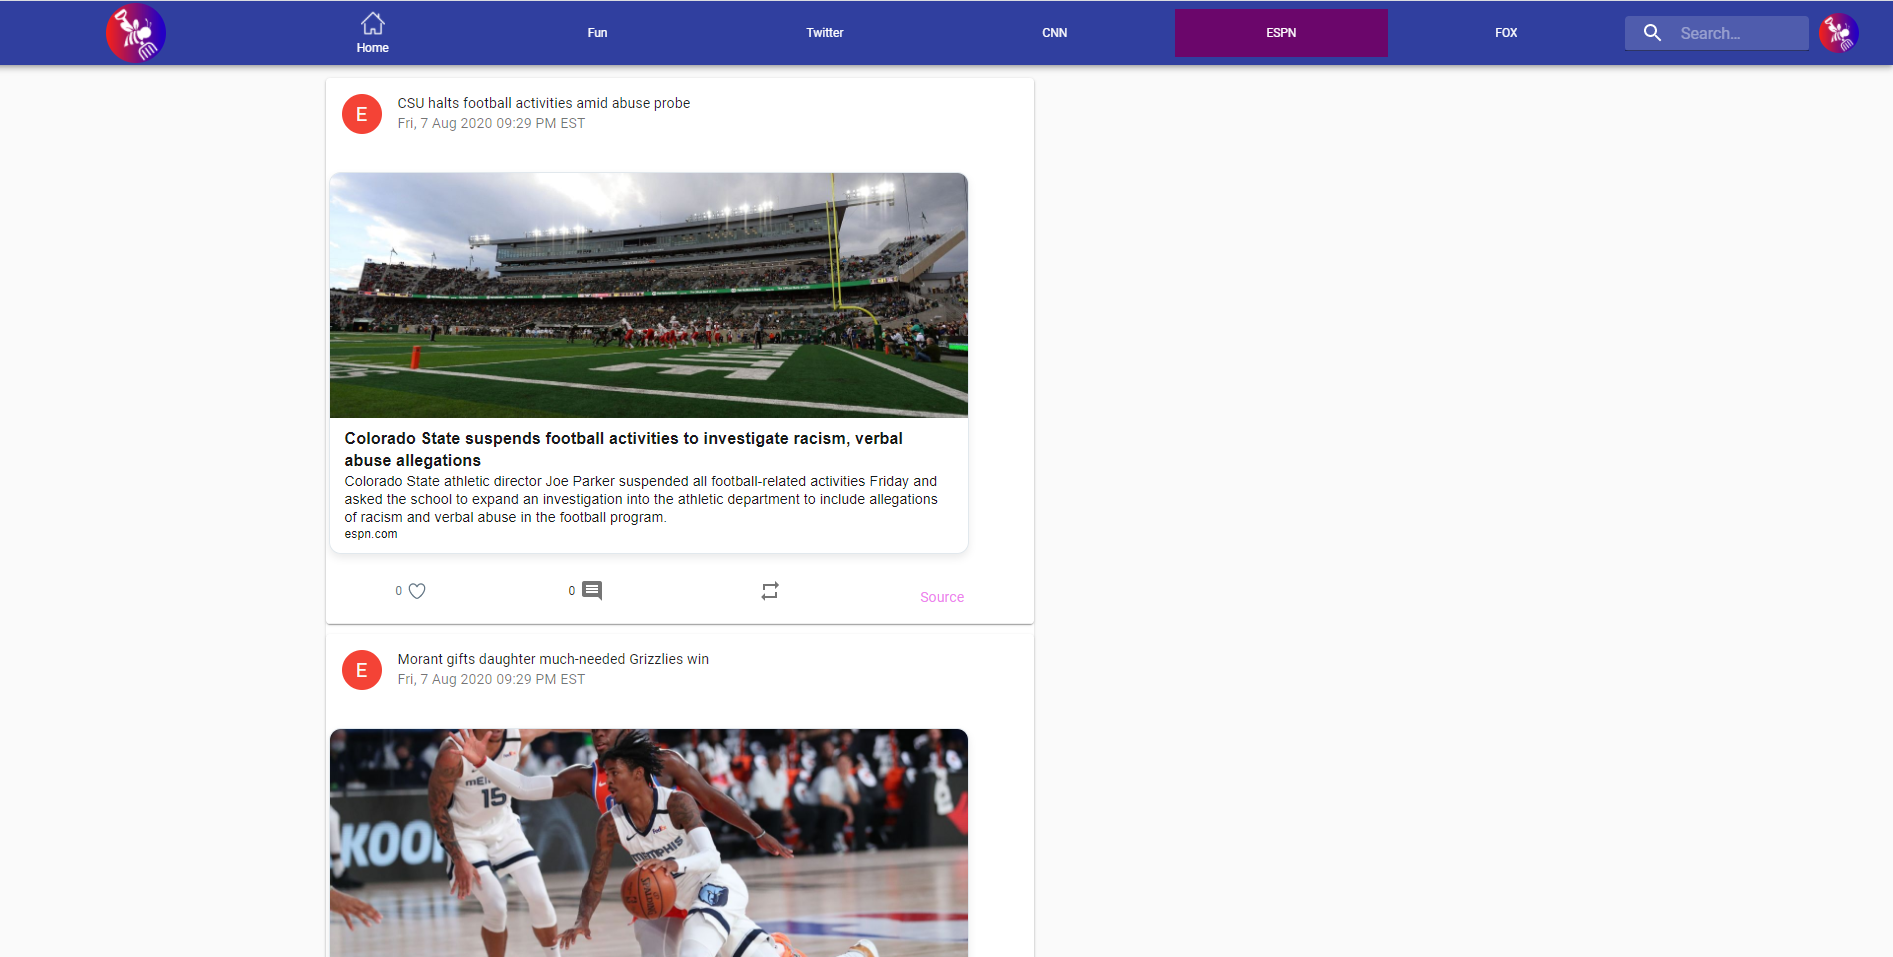 Home
Fun
Twitter
CNN
ESPN
FOX
Search...
E
CSU halts football activities amid abuse probe
Fri, 7 Aug 2020 09:29 PM EST
Colorado State suspends football activities to investigate racism, verbal
abuse allegations
Colorado State athletic director Joe Parker suspended all football-related activities Friday and
asked the school to expand an investigation into the athletic department to include allegations
of racism and verbal abuse in the football program.
espn.com
0
0
Source
E
Morant gifts daughter much-needed Grizzlies win
Fri, 7 Aug 2020 09:29 PM EST
15
MEMPHIS
SPALDING